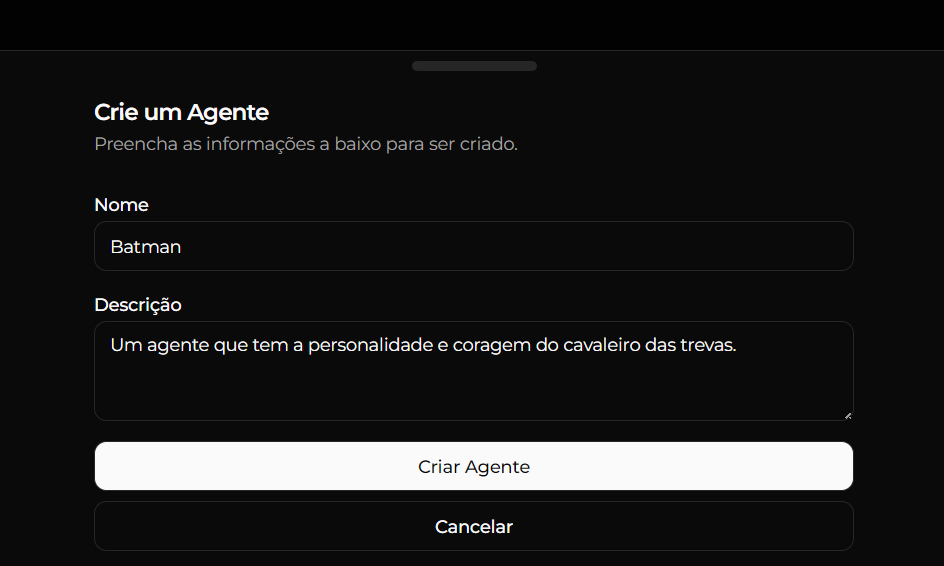 Crie um Agente
Preencha as informações a baixo para ser criado.
Nome
Batman
Descrição
Um agente que tem a personalidade e coragem do cavaleiro das trevas.
Criar Agente
Cancelar